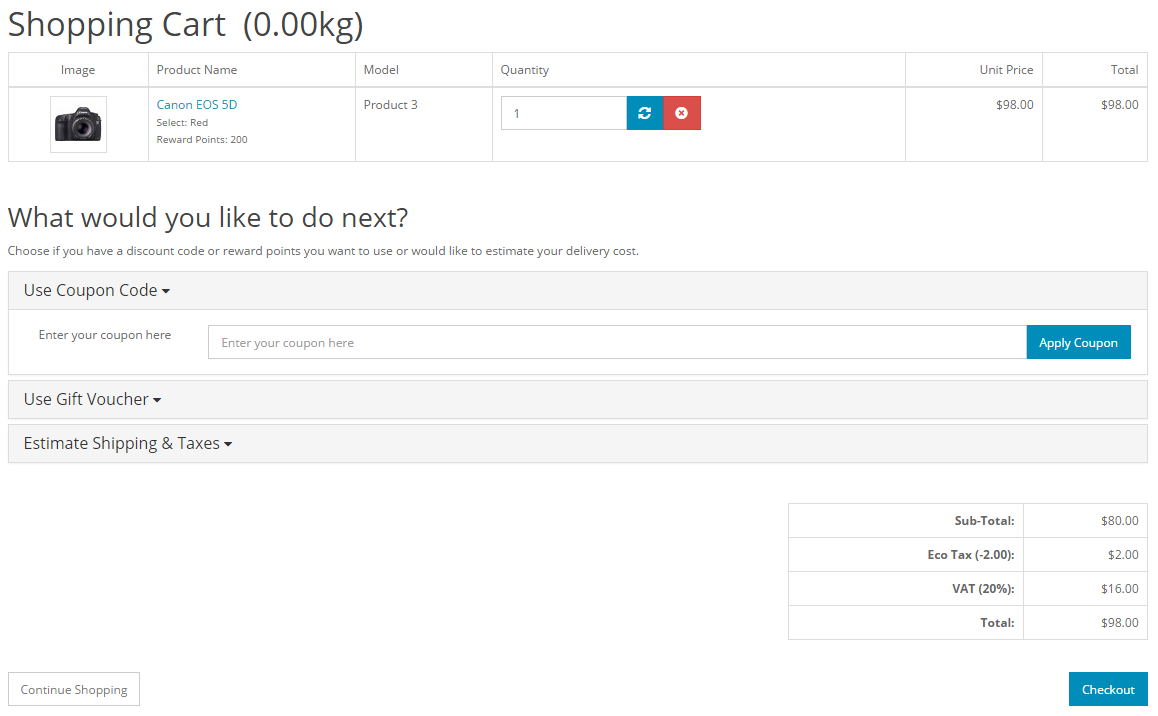 Shopping Cart (0.00kg)
Image Product Name Model Quantity Unit Price Total
Canon EOS 5D Product 3 1 $98.00 $98.00
Select: Red
Reward Points: 200
What would you like to do next?
Choose if you have a discount code or reward points you want to use or would like to estimate your delivery cost.
Use Coupon Code
Enter your coupon here Enter your coupon here Apply Coupon
Use Gift Voucher
Estimate Shipping & Taxes
Sub-Total: $80.00
Eco Tax (-2.00): $2.00
VAT (20%): $16.00
Total: $98.00
Continue Shopping Checkout